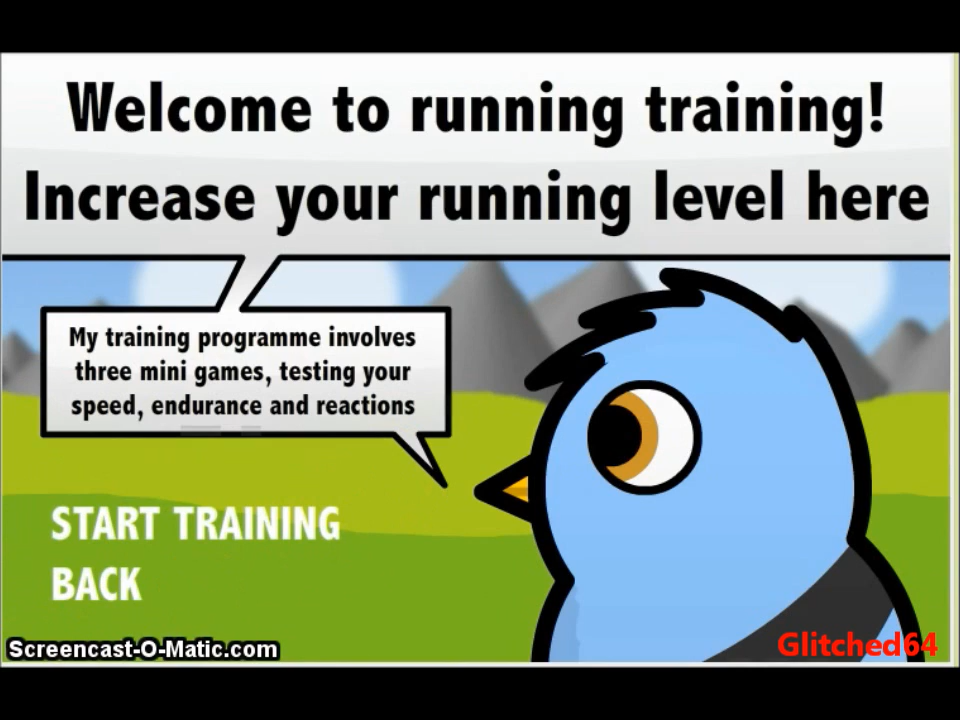 Welcome to running training!
Increase your running level here
My training programme involves
three mini games, testing your
speed, endurance and reactions
START TRAINING
BACK
Screencast-O-Matic.com
Glitched64